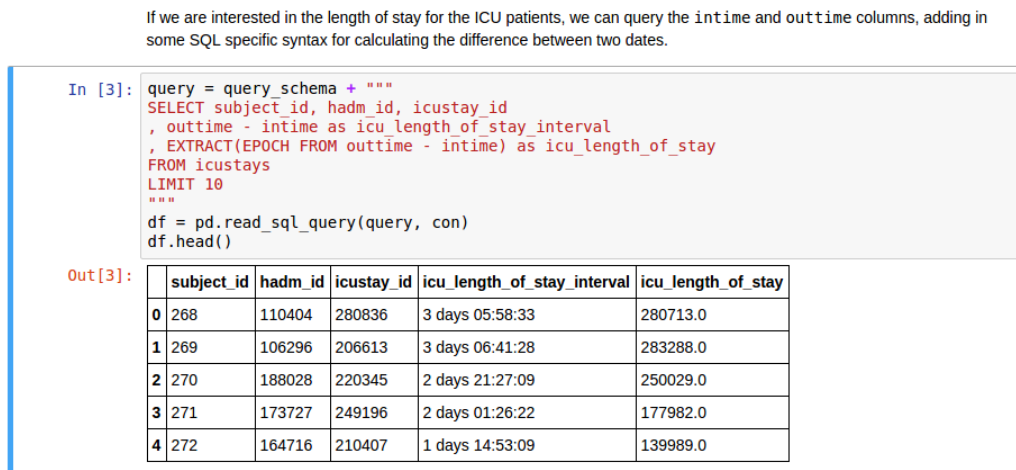 If we are interested in the length of stay for the ICU patients, we can query the intime and outtime columns, adding in
some SQL specific syntax for calculating the difference between two dates.
In [3]: query = query_schema + """
SELECT subject_id, hadm_id, icustay_id
, outtime - intime as icu_length_of_stay_interval
, EXTRACT(EPOCH FROM outtime - intime) as icu_length_of_stay
FROM icustays
LIMIT 10
"""
df = pd.read_sql_query(query, con)
df.head()
Out[3]: subject_id hadm_id icustay_id icu_length_of_stay_interval icu_length_of_stay
0 268 110404 280836 3 days 05:58:33 280713.0
1 269 106296 206613 3 days 06:41:28 283288.0
2 270 188028 220345 2 days 21:27:09 250029.0
3 271 173727 249196 2 days 01:26:22 177982.0
4 272 164716 210407 1 days 14:53:09 139989.0